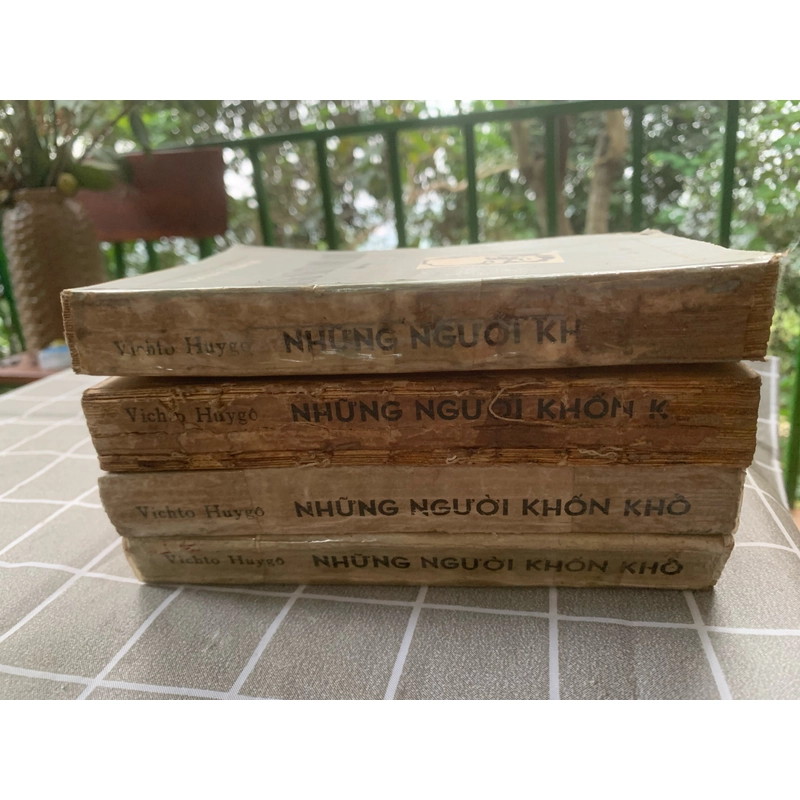 Vichto Huygô NHỮNG NGƯỜI KH
Vichto Huygô NHỮNG NGƯỜI KHỐN K
Vichto Huygô NHỮNG NGƯỜI KHỐN KHỔ
Vichto Huygô NHỮNG NGƯỜI KHỐN KHỔ